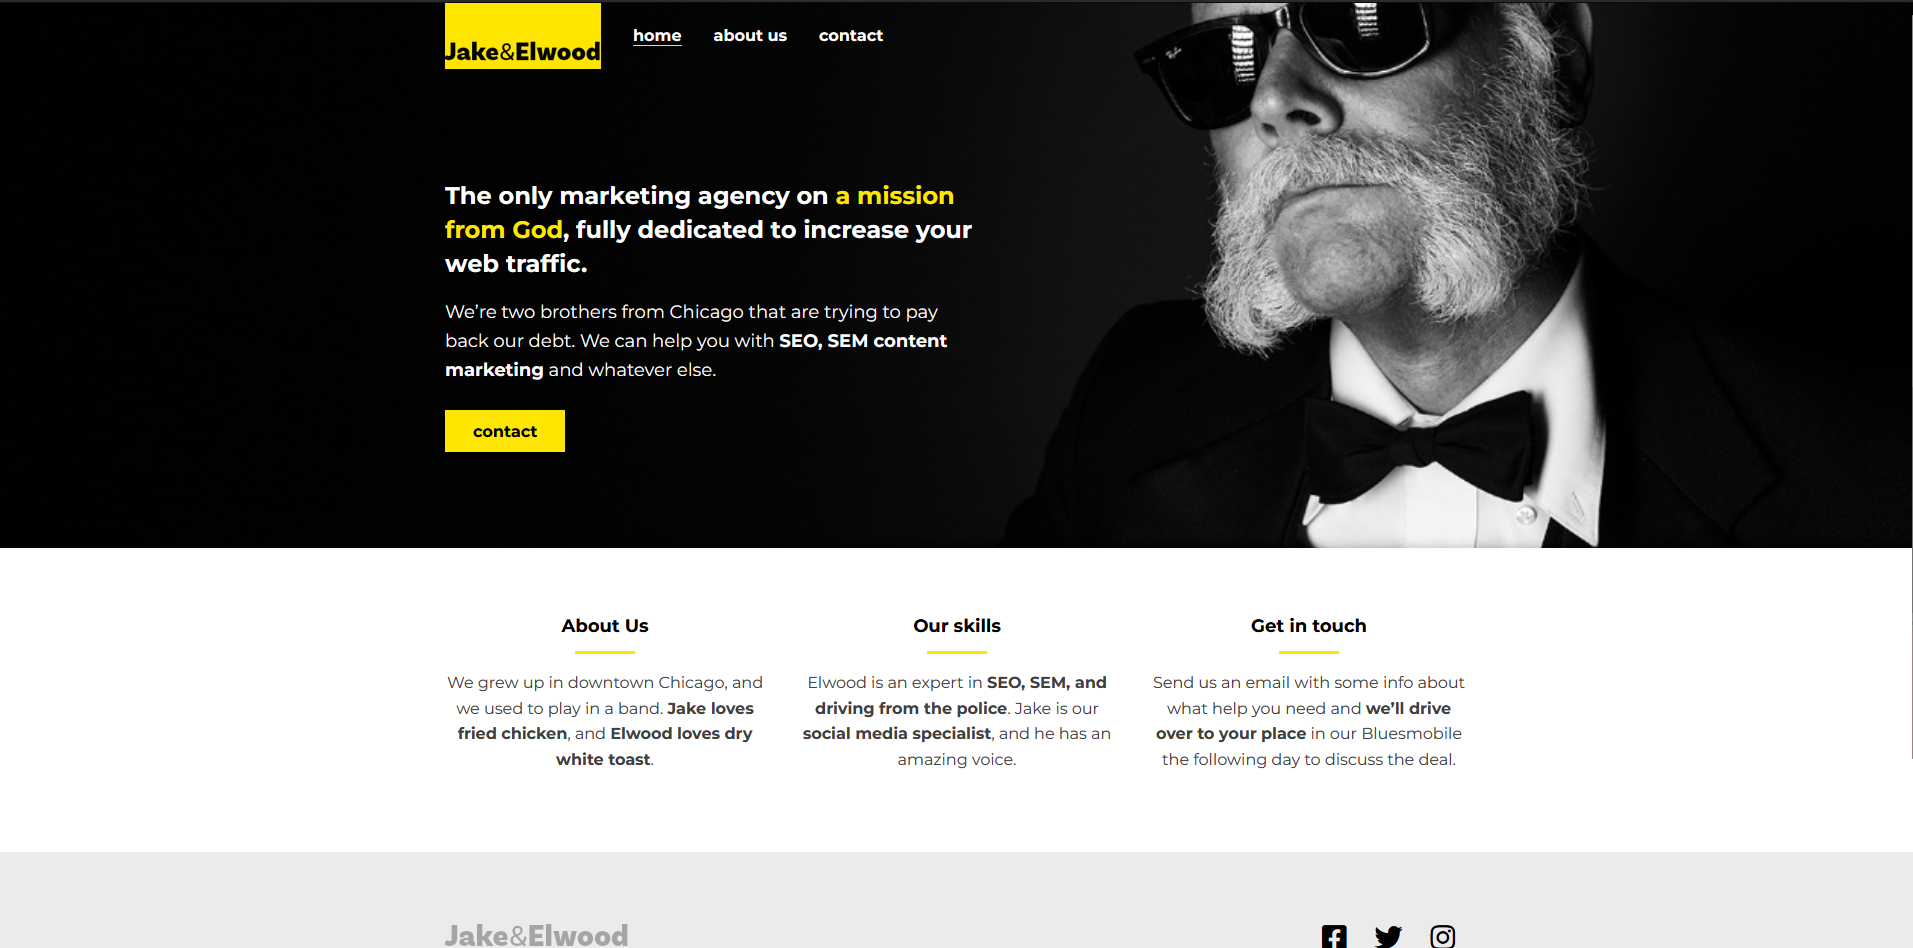 Jake&Elwood
home about us contact
Ray-Ban
The only marketing agency on a mission
from God, fully dedicated to increase your
web traffic.
We’re two brothers from Chicago that are trying to pay
back our debt. We can help you with SEO, SEM content
marketing and whatever else.
contact
About Us
We grew up in downtown Chicago, and
we used to play in a band. Jake loves
fried chicken, and Elwood loves dry
white toast.
Our skills
Elwood is an expert in SEO, SEM, and
driving from the police. Jake is our
social media specialist, and he has an
amazing voice.
Get in touch
Send us an email with some info about
what help you need and we’ll drive
over to your place in our Bluesmobile
the following day to discuss the deal.
Jake&Elwood